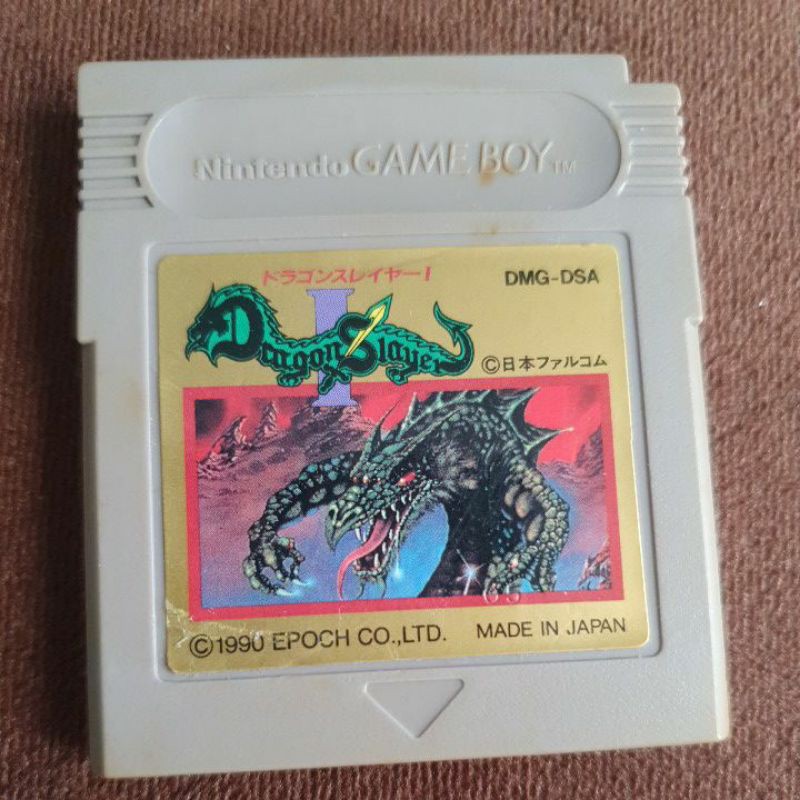 Nintendo GAME BOY TM
ドラゴンスレイヤーI
DMG-DSA
Dragon Slayer I
©日本ファルコム
65
©1990 EPOCH CO.,LTD. MADE IN JAPAN